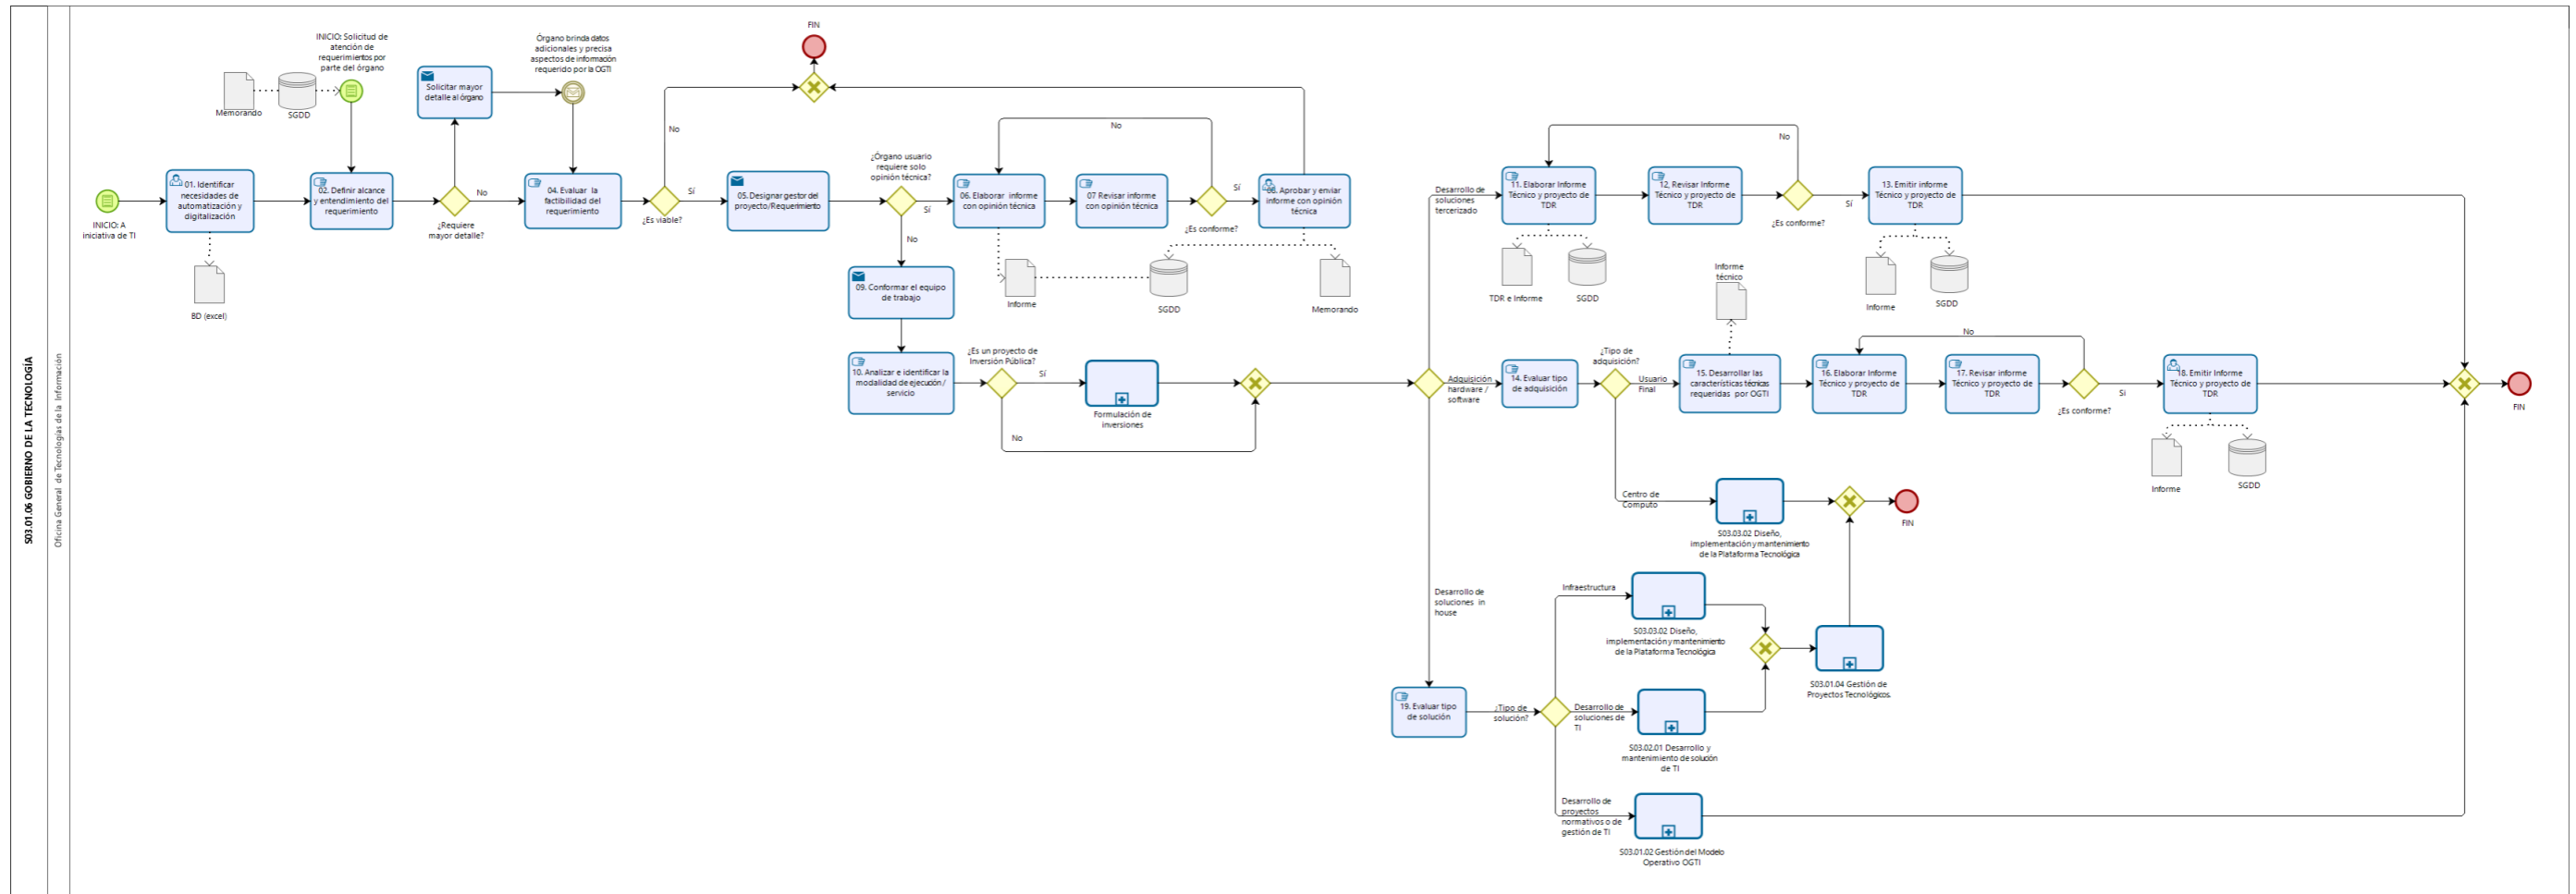 S03.01.06 GOBIERNO DE LA TECNOLOGÍA
Oficina General de Tecnologías de la Información
INICIO: A
iniciativa de TI
Memorando
SGDD
INICIO: Solicitud de
atención de
requerimientos por
parte del órgano
01. Identificar
necesidades de
automatización y
digitalización
BD (excel)
02. Definir alcance
y entendimiento del
requerimiento
¿Requiere
mayor detalle?
No
Solicitar mayor
detalle al órgano
Órgano brinda datos
adicionales y precisa
aspectos de información
requerido por la OGTI
04. Evaluar la
factibilidad del
requerimiento
¿Es viable?
No
Sí
FIN
05. Designar gestor del
proyecto/Requerimiento
¿Órgano usuario
requiere solo
opinión técnica?
Sí
No
06. Elaborar informe
con opinión técnica
07 Revisar informe
con opinión técnica
No
¿Es conforme?
Sí
08. Aprobar y enviar
informe con opinión
técnica
Informe
SGDD
Memorando
09. Conformar el equipo
de trabajo
10. Analizar e identificar la
modalidad de ejecución /
servicio
¿Es un proyecto de
Inversión Pública?
Sí
No
Formulación de
inversiones
Desarrollo de
soluciones
tercerizado
11. Elaborar Informe
Técnico y proyecto de
TDR
TDR e Informe
SGDD
12, Revisar Informe
Técnico y proyecto de
TDR
No
¿Es conforme?
Sí
13. Emitir informe
Técnico y proyecto de
TDR
Informe
SGDD
Adquisición
hardware /
software
14. Evaluar tipo
de adquisición
¿Tipo de
adquisición?
Usuario
Final
Informe
técnico
15. Desarrollar las
características técnicas
requeridas por OGTI
16. Elaborar Informe
Técnico y proyecto de
TDR
17. Revisar informe
Técnico y proyecto de
TDR
No
¿Es conforme?
Si
18. Emitir Informe
Técnico y proyecto de
TDR
Informe
SGDD
FIN
Centro de
Computo
S03.03.02 Diseño,
implementación y mantenimiento
de la Plataforma Tecnológica
FIN
Desarrollo de
soluciones in
house
19. Evaluar tipo
de solución
¿Tipo de
solución?
Infraestructura
S03.03.02 Diseño,
implementación y mantenimiento
de la Plataforma Tecnológica
Desarrollo de
soluciones de
TI
S03.02.01 Desarrollo y
mantenimiento de solución
de TI
S03.01.04 Gestión de
Proyectos Tecnológicos.
Desarrollo de
proyectos
normativos o de
gestión de TI
S03.01.02 Gestión del Modelo
Operativo OGTI